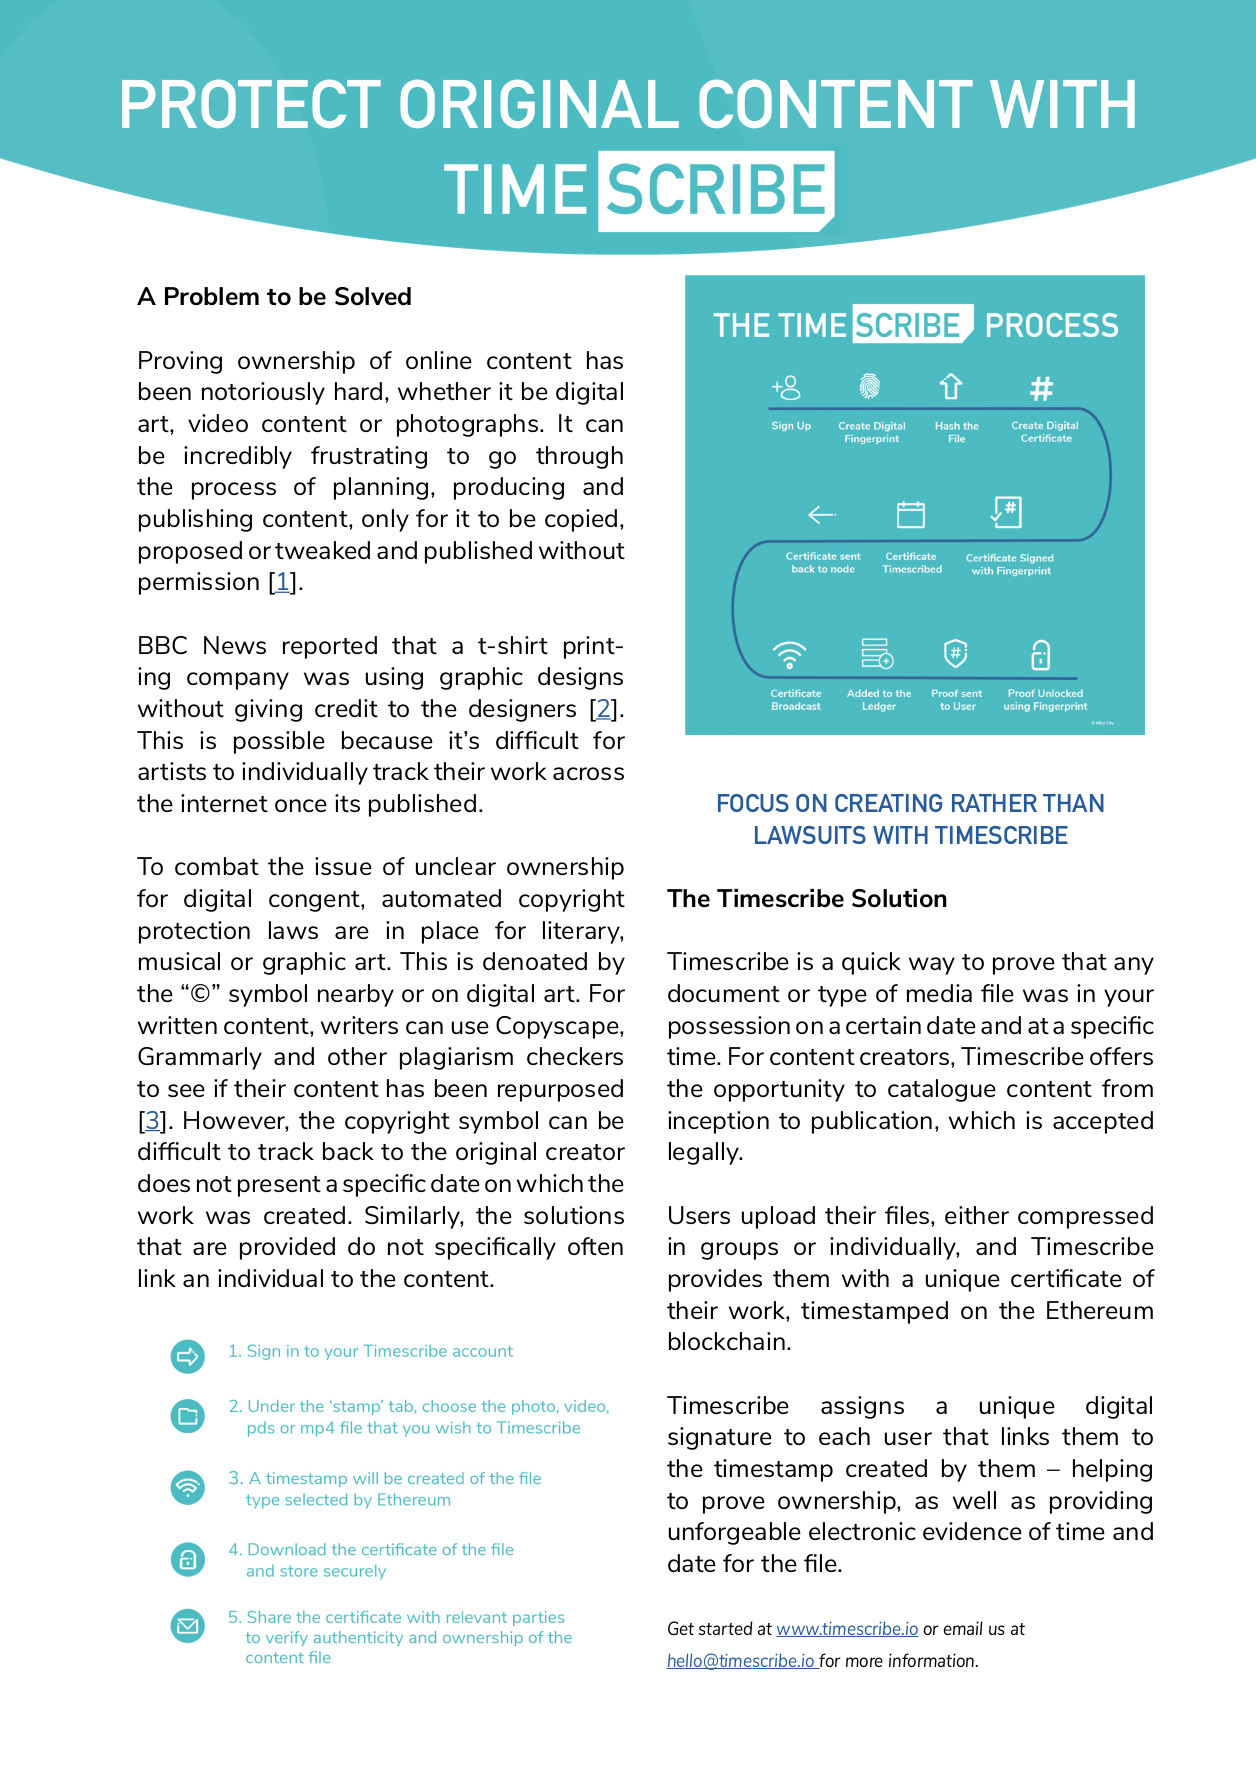 PROTECT ORIGINAL CONTENT WITH
TIME SCRIBE
A Problem to be Solved
Proving ownership of online content has
been notoriously hard, whether it be digital
art, video content or photographs. It can
be incredibly frustrating to go through
the process of planning, producing and
publishing content, only for it to be copied,
proposed or tweaked and published without
permission [1].
BBC News reported that a t-shirt print-
ing company was using graphic designs
without giving credit to the designers [2].
This is possible because it’s difficult for
artists to individually track their work across
the internet once its published.
To combat the issue of unclear ownership
for digital congent, automated copyright
protection laws are in place for literary,
musical or graphic art. This is denoated by
the “©” symbol nearby or on digital art. For
written content, writers can use Copyscape,
Grammarly and other plagiarism checkers
to see if their content has been repurposed
[3]. However, the copyright symbol can be
difficult to track back to the original creator
does not present a specific date on which the
work was created. Similarly, the solutions
that are provided do not specifically often
link an individual to the content.
1. Sign in to your Timescribe account
2. Under the ‘stamp’ tab, choose the photo, video,
pds or mp4 file that you wish to Timescribe
3. A timestamp will be created of the file
type selected by Ethereum
4. Download the certificate of the file
and store securely
5. Share the certificate with relevant parties
to verify authenticity and ownership of the
content file
THE TIME SCRIBE PROCESS
Sign Up
Create Digital
Fingerprint
Hash the
File
#
Create Digital
Certificate
Certificate sent
back to node
Certificate
Timescribed
#
Certificate Signed
with Fingerprint
Certificate
Broadcast
Added to the
Ledger
#
Proof sent
to User
Proof Unlocked
using Fingerprint
© Atlas City
FOCUS ON CREATING RATHER THAN
LAWSUITS WITH TIMESCRIBE
The Timescribe Solution
Timescribe is a quick way to prove that any
document or type of media file was in your
possession on a certain date and at a specific
time. For content creators, Timescribe offers
the opportunity to catalogue content from
inception to publication, which is accepted
legally.
Users upload their files, either compressed
in groups or individually, and Timescribe
provides them with a unique certificate of
their work, timestamped on the Ethereum
blockchain.
Timescribe assigns a unique digital
signature to each user that links them to
the timestamp created by them – helping
to prove ownership, as well as providing
unforgeable electronic evidence of time and
date for the file.
Get started at www.timescribe.io or email us at
hello@timescribe.io for more information.